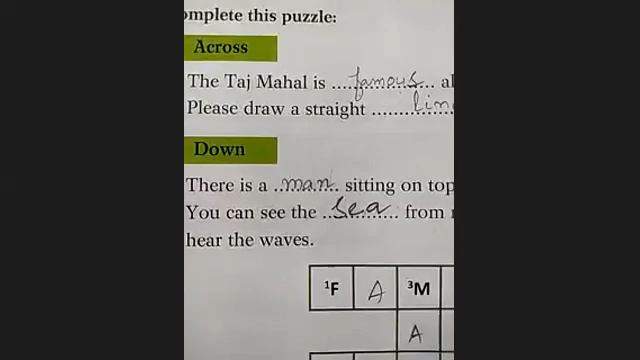 omplete this puzzle:
Across
The Taj Mahal is ....famous.... al
Please draw a straight ............ lin
Down
There is a ..man.. sitting on top
You can see the ..sea.. from
hear the waves.
¹F A ³M
A